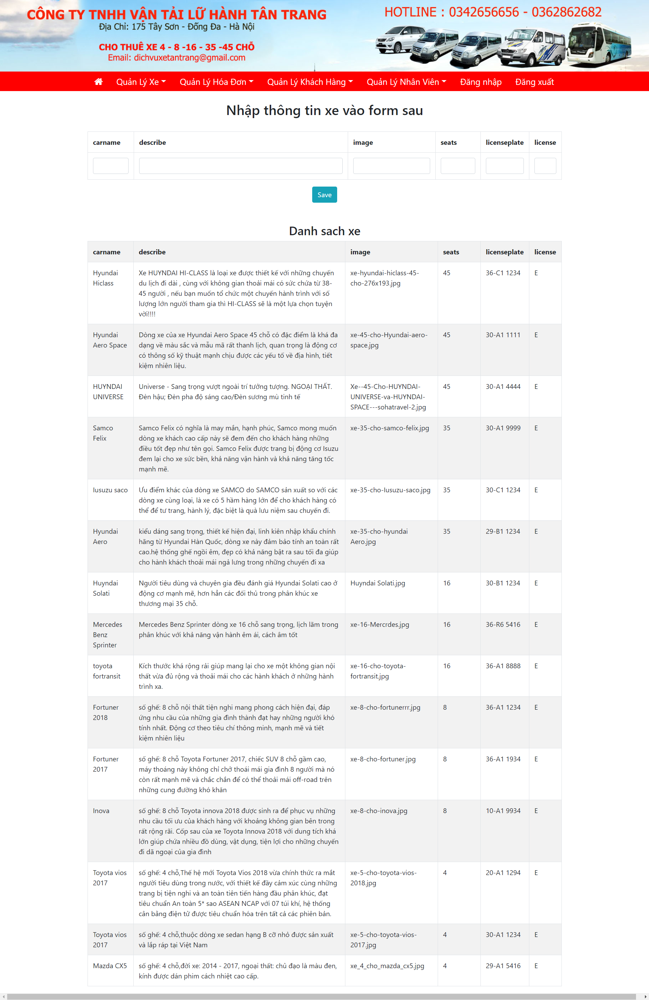 CÔNG TY TNHH VẬN TẢI LỮ HÀNH TÂN TRANG
Địa Chỉ: 175 Tây Sơn - Đống Đa - Hà Nội
CHO THUÊ XE 4 - 8 -16 - 35 -45 CHỖ
Email: dichvuxetantrang@gmail.com
HOTLINE : 0342656656 - 0362862682
Quản Lý Xe Quản Lý Hóa Đơn Quản Lý Khách Hàng Quản Lý Nhân Viên Đăng nhập Đăng xuất
Nhập thông tin xe vào form sau
carname describe image seats licenseplate license
Save
Danh sach xe
carname describe image seats licenseplate license
Hyundai
Hiclass
Xe HUYNDAI HI-CLASS là loại xe được thiết kế với những chuyến
du lịch đi dài , cùng với không gian thoải mái có sức chứa từ 38-
45 người , nếu bạn muốn tổ chức một chuyến hành trình với số
lượng lớn người tham gia thì HI-CLASS sẽ là một lựa chọn tuyện
vời!!!!
xe-hyundai-hiclass-45-
cho-276x193.jpg
45
36-C1 1234
E
Hyundai
Aero Space
Dòng xe của xe Hyundai Aero Space 45 chỗ có đặc điểm là khá đa
dạng về màu sắc và mẫu mã rất thanh lịch, quan trọng là động cơ
có thông số kỹ thuật mạnh chịu được các yếu tố về địa hình, tiết
kiệm nhiên liệu.
xe-45-cho-Hyundai-aero-
space.jpg
45
30-A1 1111
E
HUYNDAI
UNIVERSE
Universe - Sang trọng vượt ngoài trí tưởng tượng. NGOẠI THẤT.
Đèn hậu; Đèn pha độ sáng cao/Đèn sương mù tinh tế
Xe--45-Cho-HUYNDAI-
UNIVERSE-va-HUYNDAI-
SPACE---sohatravel-2.jpg
45
30-A1 4444
E
Samco
Felix
Samco Felix có nghĩa là may mắn, hạnh phúc, Samco mong muốn
dòng xe khách cao cấp này sẽ đem đến cho khách hàng những
điều tốt đẹp như tên gọi. Samco Felix được trang bị động cơ Isuzu
đem lại cho xe sức bền, khả năng vận hành và khả năng tăng tốc
mạnh mẽ.
xe-35-cho-samco-felix.jpg
35
30-A1 9999
E
Iusuzu saco
Ưu điểm khác của dòng xe SAMCO do SAMCO sản xuất so với các
dòng xe cùng loại, là xe có 5 hầm hàng lớn để cho khách hàng có
thể để tư trang, hành lý, đặc biệt là quà lưu niệm sau chuyến đi.
xe-35-cho-Iusuzu-saco.jpg
35
30-C1 1234
E
Hyundai
Aero
kiểu dáng sang trọng, thiết kế hiện đại, linh kiên nhập khẩu chính
hãng từ Hyundai Hàn Quốc, dòng xe này đảm bảo tính an toàn rất
cao.hệ thống ghế ngồi êm, đẹp có khả năng bật ra sau tối đa giúp
cho hành khách thoải mái ngả lưng trong những chuyến đi xa
xe-35-cho-hyundai
Aero.jpg
35
29-B1 1234
E
Huyndai
Solati
Người tiêu dùng và chuyên gia đều đánh giá Hyundai Solati cao ở
động cơ mạnh mẽ, hơn hẳn các đối thủ trong phân khúc xe
thương mại 35 chỗ.
Huyndai Solati.jpg
16
30-B1 1234
E
Mercedes
Benz
Sprinter
Mercedes Benz Sprinter dòng xe 16 chỗ sang trọng, lịch lãm trong
phân khúc với khả năng vận hành êm ái, cách âm tốt
xe-16-Mercrdes.jpg
16
36-R6 5416
E
toyota
fortransit
Kích thước khá rộng rải giúp mang lại cho xe một không gian nội
thất vừa đủ rộng và thoải mái cho các hành khách ở những hành
trình xa.
xe-16-cho-toyota-
fortransit.jpg
16
36-A1 8888
E
Fortuner
2018
số ghế: 8 chỗ nội thất tiện nghi mang phong cách hiện đại, đáp
ứng nhu cầu của những gia đình thành đạt hay những người khó
tính nhất. Động cơ theo tiêu chí thông minh, mạnh mẽ và tiết
kiệm nhiên liệu
xe-8-cho-fortunerrr.jpg
8
36-A1 1234
E
Fortuner
2017
số ghế: 8 chỗ Toyota Fortuner 2017, chiếc SUV 8 chỗ gầm cao,
máy thoáng này không chỉ chở thoái mái gia đình 8 người mà nó
còn rất mạnh mẽ và chắc chắn để có thể thoải mái off-road trên
những cung đường khó khăn
xe-8-cho-fortuner.jpg
8
36-A1 1934
E
Inova
số ghế: 8 chỗ Toyota innova 2018 được sinh ra để phục vụ những
nhu cầu tối ưu của khách hàng với khoảng không gian bên trong
rất rộng rãi. Cốp sau của xe Toyota Innova 2018 với dung tích khá
lớn giúp chứa nhiều đồ dùng, vật dụng, tiện lợi cho những chuyến
đi dã ngoại của gia đình
xe-8-cho-inova.jpg
8
10-A1 9934
E
Toyota vios
2017
số ghế: 4 chỗ,Thế hệ mới Toyota Vios 2018 vừa chính thức ra mắt
người tiêu dùng trong nước, với thiết kế đầy cảm xúc cùng những
trang bị tiện nghi và an toàn tiên tiến hàng đầu phân khúc, đạt
tiêu chuẩn An toàn 5* sao ASEAN NCAP với 07 túi khí, hệ thống
cân bằng điện tử được tiêu chuẩn hóa trên tất cả các phiên bản.
xe-5-cho-toyota-vios-
2018.jpg
4
20-A1 1294
E
Toyota vios
2017
số ghế: 4 chỗ,thuộc dòng xe sedan hạng B cỡ nhỏ được sản xuất
và lắp ráp tại Việt Nam
xe-5-cho-toyota-vios-
2017.jpg
4
30-A1 1234
E
Mazda CX5
số ghế: 4 chỗ,đời xe: 2014 - 2017, ngoại thất: chủ đạo là màu đen,
kính được dán phim cách nhiệt cao cấp.
xe_4_cho_mazda_cx5.jpg
4
29-A1 5416
E